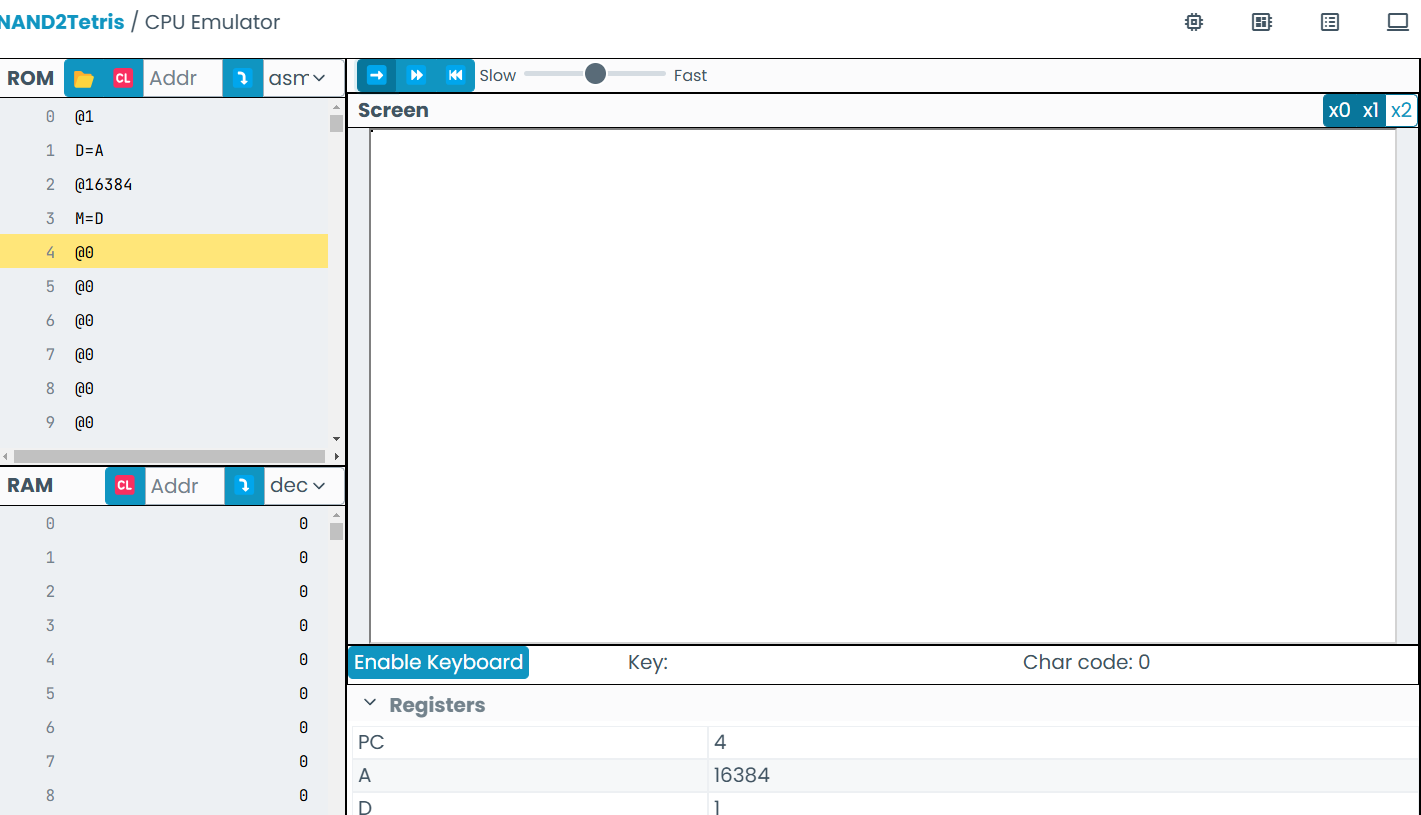 NAND2Tetris / CPU Emulator
ROM CL Addr asm
Slow Fast
0 @1
1 D=A
2 @16384
3 M=D
4 @0
5 @0
6 @0
7 @0
8 @0
9 @0
RAM CL Addr dec
0 0
1 0
2 0
3 0
4 0
5 0
6 0
7 0
8 0
Screen x0 x1 x2
Enable Keyboard Key: Char code: 0
Registers
PC 4
A 16384
D 1